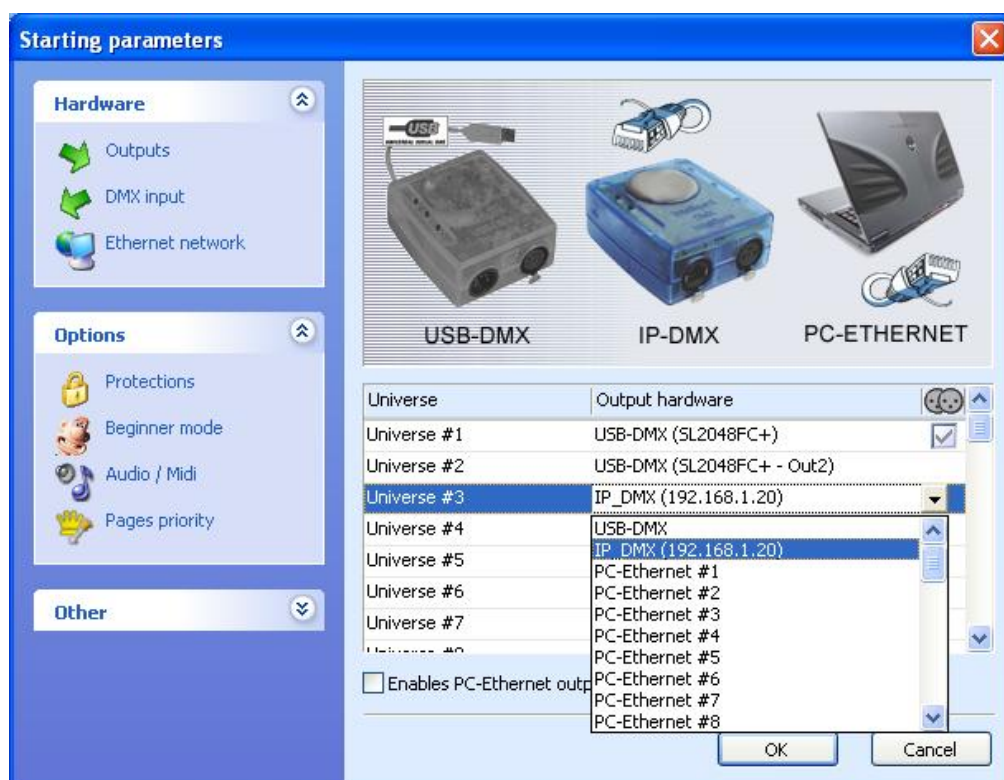 Starting parameters
Hardware
Outputs
DMX input
Ethernet network
Options
Protections
Beginner mode
Audio / Midi
Pages priority
Other
USB
USB-DMX
IP-DMX
PC-ETHERNET
Universe Output hardware
Universe #1 USB-DMX (SL2048FC+)
Universe #2 USB-DMX (SL2048FC+ - Out2)
Universe #3 IP_DMX (192.168.1.20)
Universe #4
Universe #5
Universe #6
Universe #7
USB-DMX
IP_DMX (192.168.1.20)
PC-Ethernet #1
PC-Ethernet #2
PC-Ethernet #3
PC-Ethernet #4
PC-Ethernet #5
PC-Ethernet #6
PC-Ethernet #7
PC-Ethernet #8
Enables PC-Ethernet outp
OK
Cancel